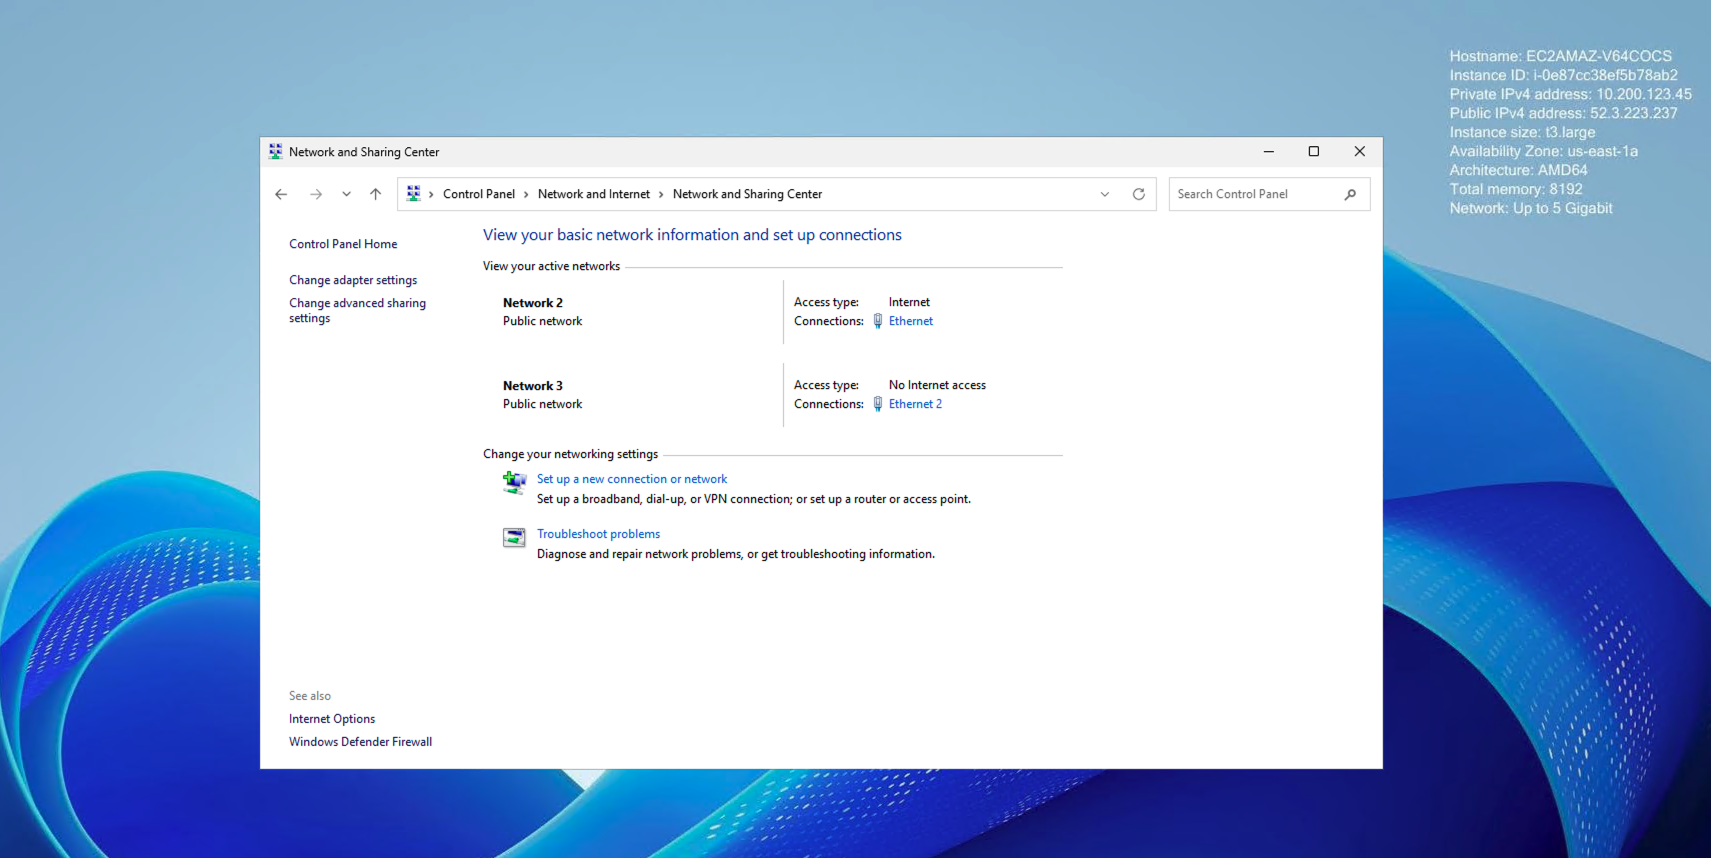 Hostname: EC2AMAZ-V64COCS
Instance ID: i-0e87cc38ef5b78ab2
Private IPv4 address: 10.200.123.45
Public IPv4 address: 52.3.223.237
Instance size: t3.large
Availability Zone: us-east-1a
Architecture: AMD64
Total memory: 8192
Network: Up to 5 Gigabit
Network and Sharing Center
Control Panel > Network and Internet > Network and Sharing Center
Search Control Panel
Control Panel Home
Change adapter settings
Change advanced sharing
settings
View your basic network information and set up connections
View your active networks
Network 2
Public network
Access type: Internet
Connections: Ethernet
Network 3
Public network
Access type: No Internet access
Connections: Ethernet 2
Change your networking settings
Set up a new connection or network
Set up a broadband, dial-up, or VPN connection; or set up a router or access point.
Troubleshoot problems
Diagnose and repair network problems, or get troubleshooting information.
See also
Internet Options
Windows Defender Firewall